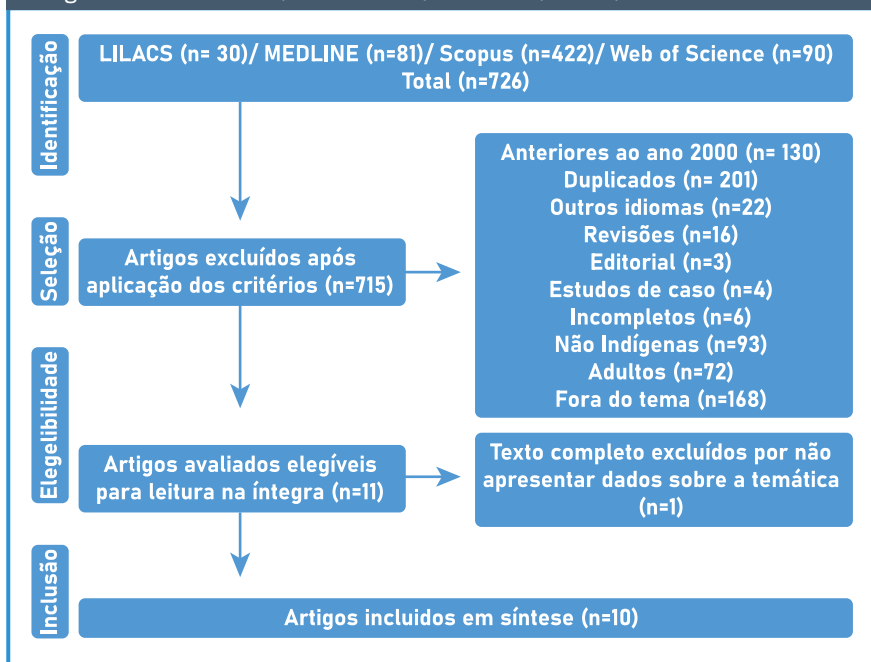 Identificação
LILACS (n= 30)/ MEDLINE (n=81)/ Scopus (n=422)/ Web of Science (n=90)
Total (n=726)
Seleção
Artigos excluídos após
aplicação dos critérios (n=715)
Anteriores ao ano 2000 (n= 130)
Duplicados (n= 201)
Outros idiomas (n=22)
Revisões (n=16)
Editorial (n=3)
Estudos de caso (n=4)
Incompletos (n=6)
Não Indígenas (n=93)
Adultos (n=72)
Fora do tema (n=168)
Elegelibilidade
Artigos avaliados elegíveis
para leitura na íntegra (n=11)
Texto completo excluídos por não
apresentar dados sobre a temática
(n=1)
Inclusão
Artigos incluidos em síntese (n=10)